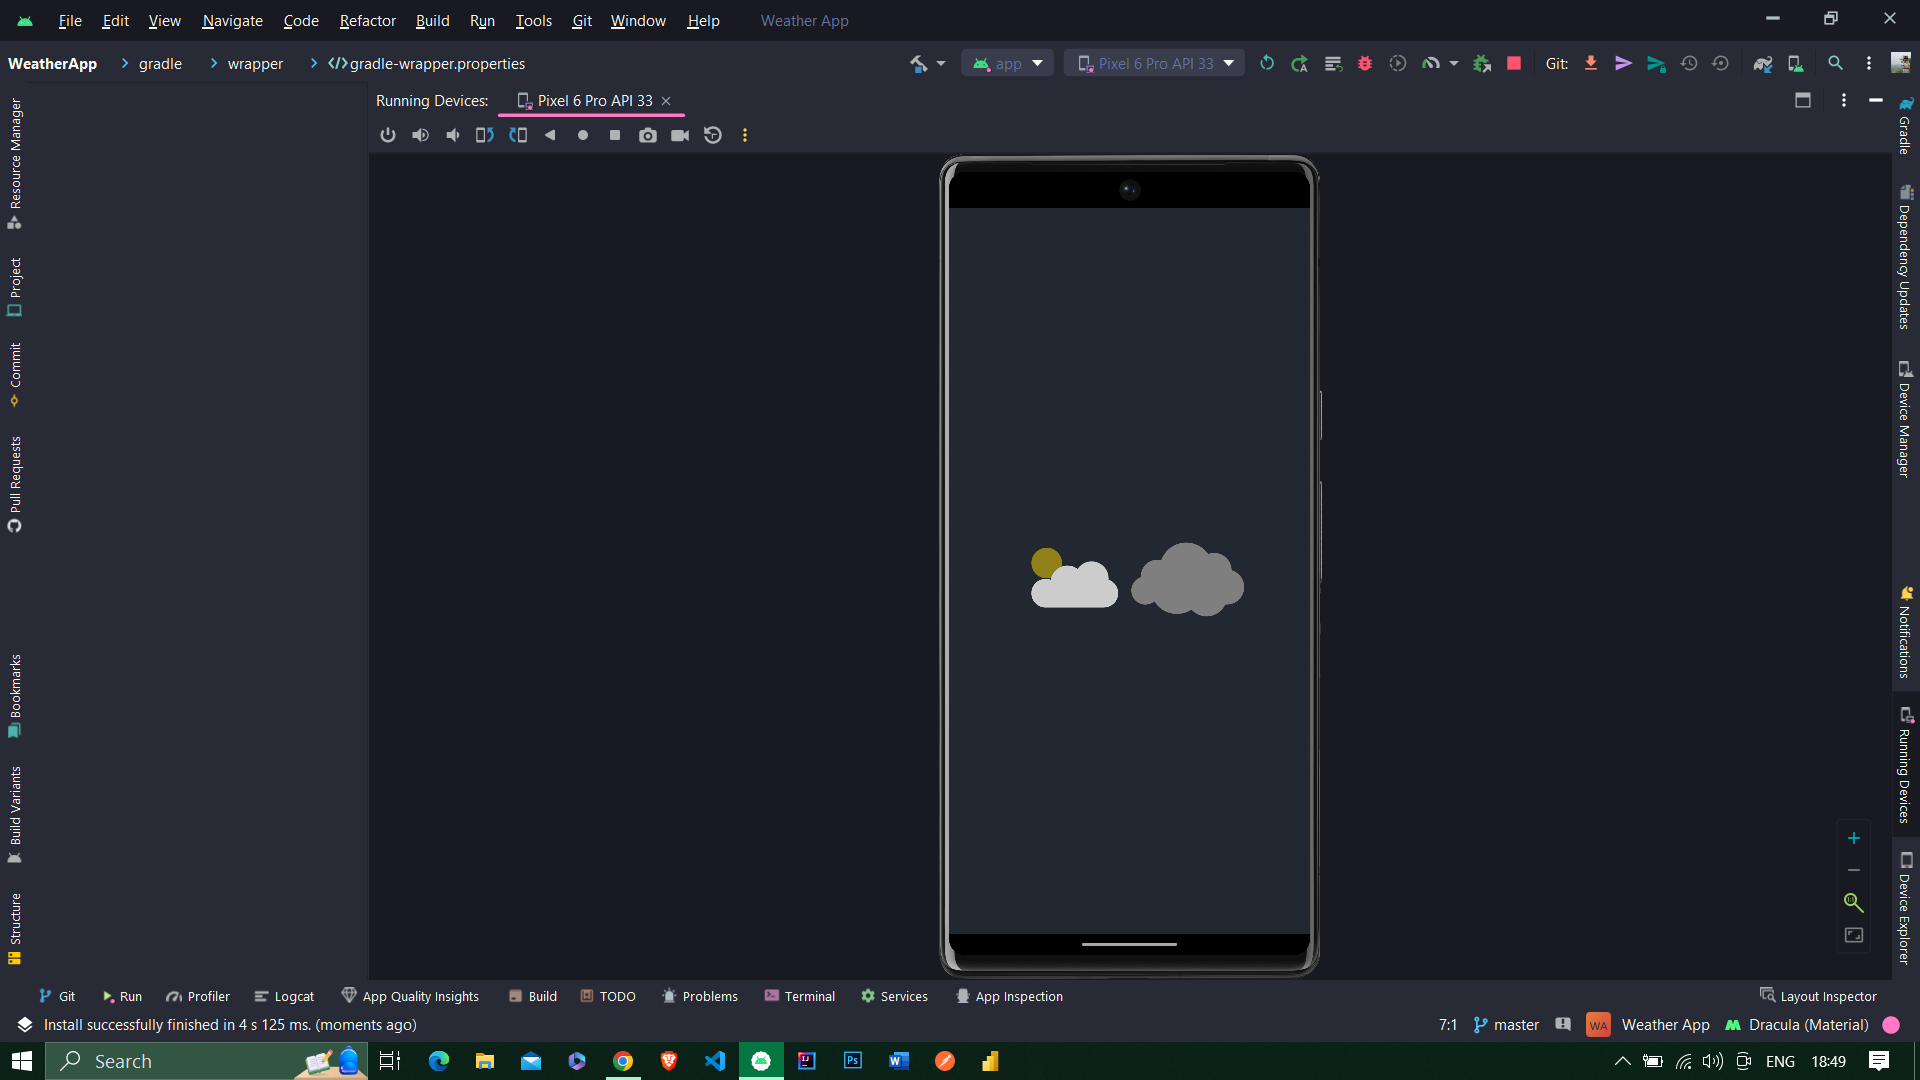 File Edit View Navigate Code Refactor Build Run Tools Git Window Help Weather App
WeatherApp gradle wrapper gradle-wrapper.properties app Pixel 6 Pro API 33 Git:
Running Devices: Pixel 6 Pro API 33
Resource Manager
Project
Commit
Pull Requests
Bookmarks
Build Variants
Structure
Gradle
Dependency Updates
Device Manager
Notifications
Running Devices
Device Explorer
Git Run Profiler Logcat App Quality Insights Build TODO Problems Terminal Services App Inspection Layout Inspector
Install successfully finished in 4 s 125 ms. (moments ago) 7:1 master WA Weather App Dracula (Material)
Search ENG 18:49